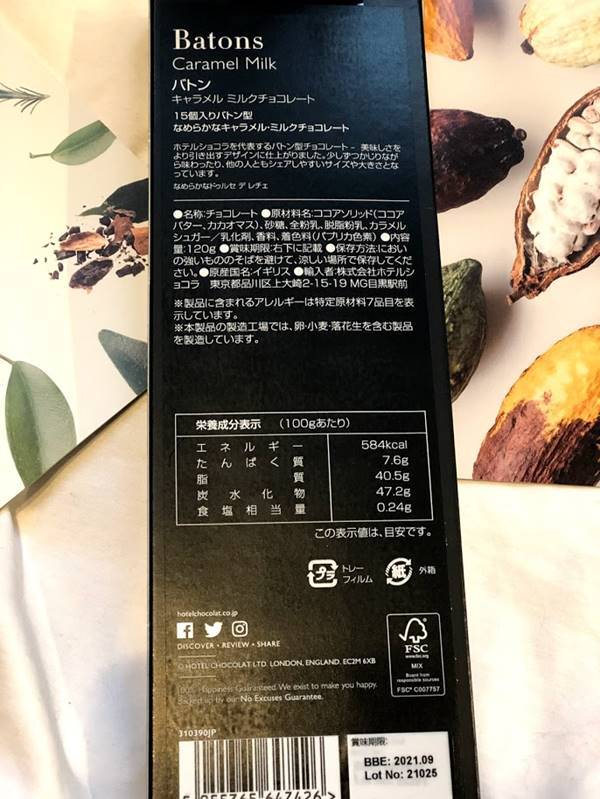 Batons
Caramel Milk
バトン
キャラメル ミルクチョコレート
15個入りバトン型
なめらかなキャラメル・ミルクチョコレート
ホテルショコラを代表するバトン型チョコレート - 美味しさを
より引き出すデザインに仕上がりました。少しずつかじりなが
ら味わったり、他の人ともシェアしやすいサイズや大きさとな
っています。
なめらかなドゥルセ デ レチェ
●名称:チョコレート ●原材料名:ココアソリッド(ココア
バター、カカオマス)、砂糖、全粉乳、脱脂粉乳、カラメル
シュガー/乳化剤、香料、着色料(パプリカ色素) ●内容
量:120g ●賞味期限:右下に記載 ●保存方法:におい
の強いもののそばを避けて、涼しい場所で保存してくだ
さい。●原産国名:イギリス ●輸入者:株式会社ホテルシ
ョコラ 東京都品川区上大崎2-15-19 MG目黒駅前
※製品に含まれるアレルギーは特定原材料7品目を表
示しています。
※本製品の製造工場では、卵・小麦・落花生を含む製品
を製造しています。
栄養成分表示 (100gあたり)
エネルギー 584kcal
たんぱく質 7.6g
脂質 40.5g
炭水化物 47.2g
食塩相当量 0.24g
この表示値は、目安です。
プラ トレー フィルム 紙 外箱
hotelchocolat.co.jp
DISCOVER • REVIEW • SHARE
© HOTEL CHOCOLAT LTD. LONDON, ENGLAND. EC2M 6XB
100% Happiness Guaranteed. We exist to make you happy.
Backed up by our No Excuses Guarantee.
FSC
www.fsc.org
MIX
Board from
responsible sources
FSC® C007757
310390JP
賞味期限:
BBE: 2021.09
Lot No: 21025
5 055365 647426 >